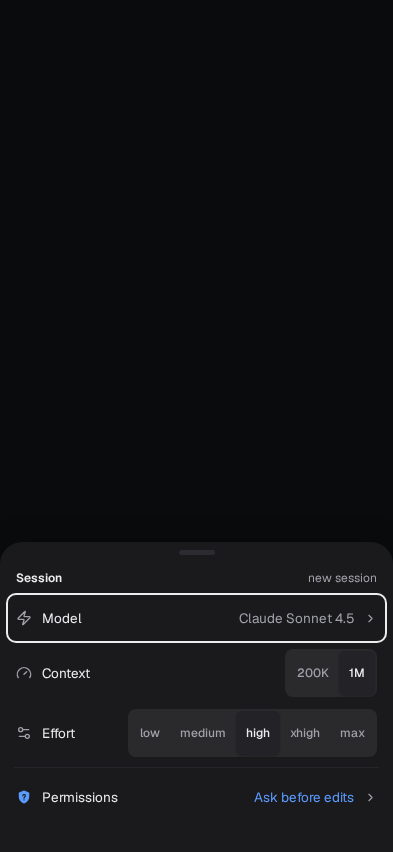 Session new session
Model Claude Sonnet 4.5
Context 200K 1M
Effort low medium high xhigh max
Permissions Ask before edits